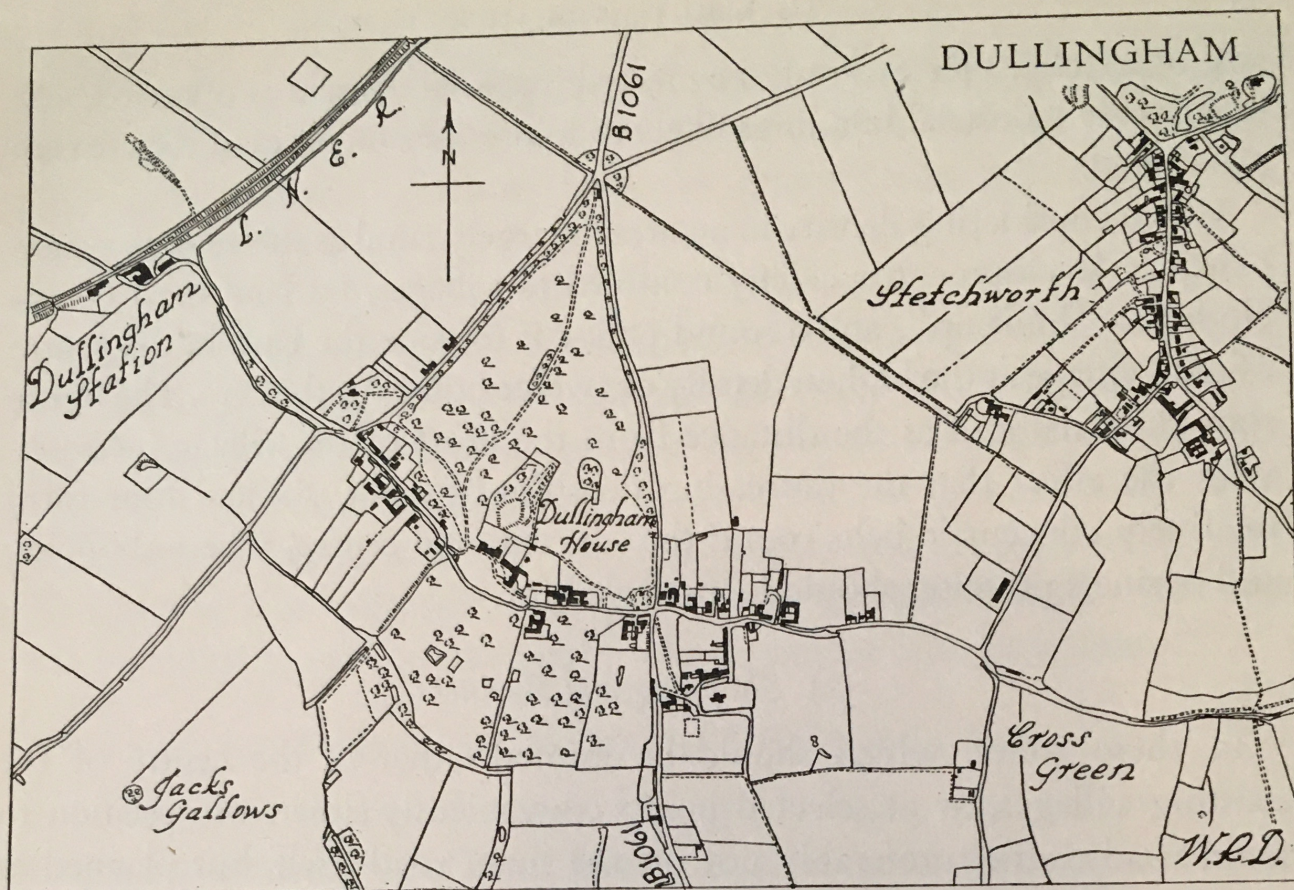 DULLINGHAM
B1061
L. N. E. R.
N
Stetchworth
Dullingham
Station
Dullingham
House
Cross
Green
Jacks
Gallows
B1061
W.R.D.